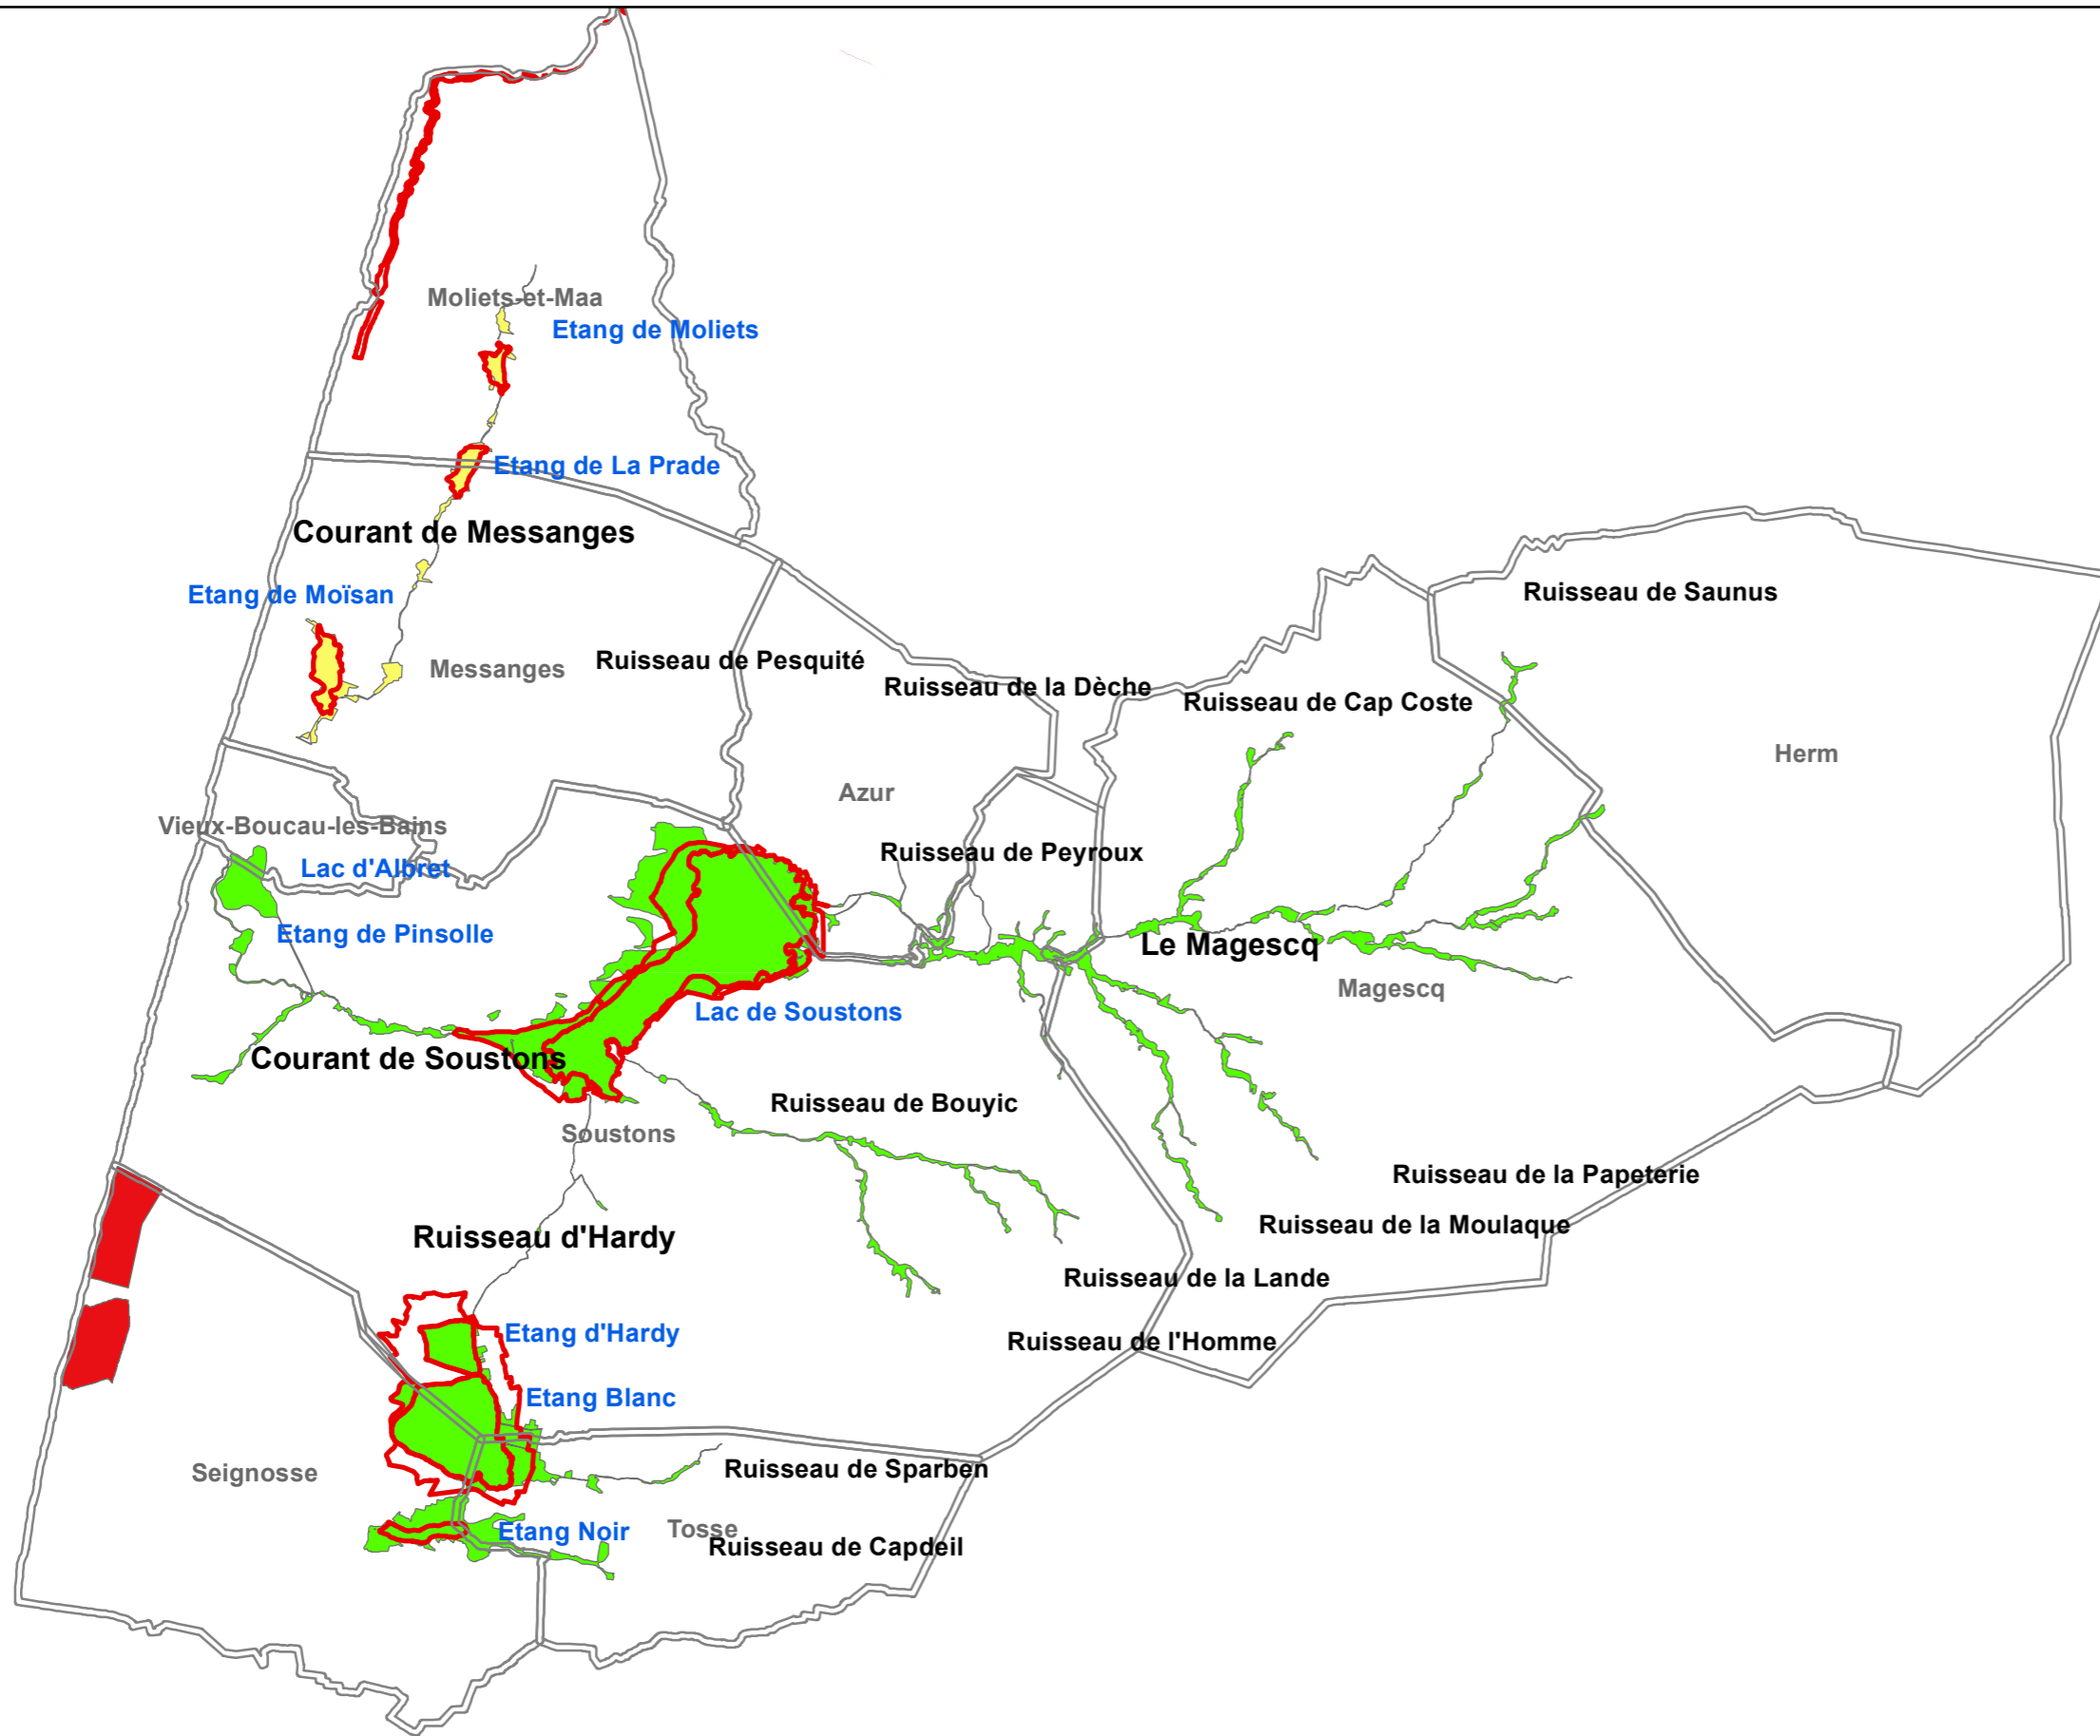 Moliets-et-Maa
Etang de Moliets
Etang de La Prade
Courant de Messanges
Etang de Moïsan
Ruisseau de Saunus
Messanges
Ruisseau de Pesquité
Ruisseau de la Dèche
Ruisseau de Cap Coste
Herm
Azur
Vieux-Boucau-les-Bains
Ruisseau de Peyroux
Lac d'Albret
Etang de Pinsolle
Le Magescq
Magescq
Lac de Soustons
Courant de Soustons
Ruisseau de Bouyic
Soustons
Ruisseau de la Papeterie
Ruisseau de la Moulaque
Ruisseau d'Hardy
Ruisseau de la Lande
Etang d'Hardy
Ruisseau de l'Homme
Etang Blanc
Seignosse
Ruisseau de Sparben
Etang Noir
Tosse
Ruisseau de Capdeil